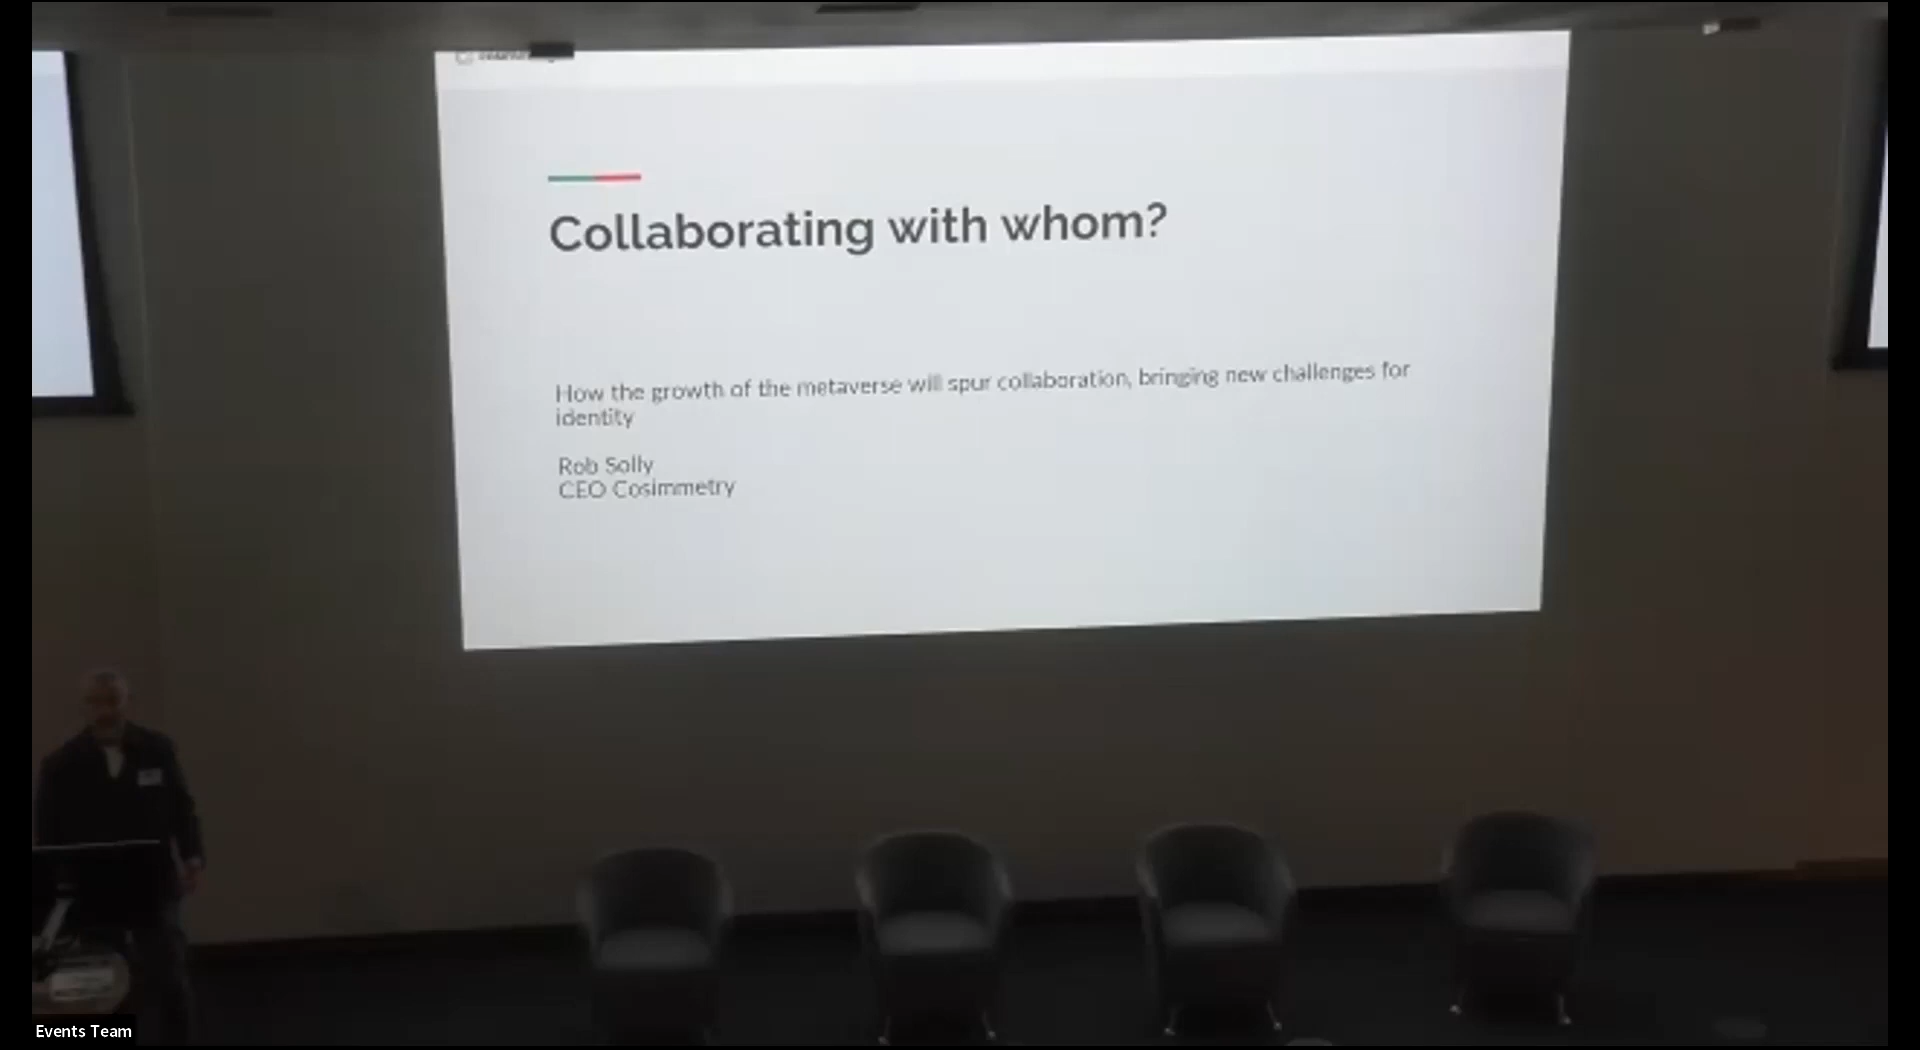 Collaborating with whom?
How the growth of the metaverse will spur collaboration, bringing new challenges for
identity
Rob Solly
CEO Cosimmetry
Events Team